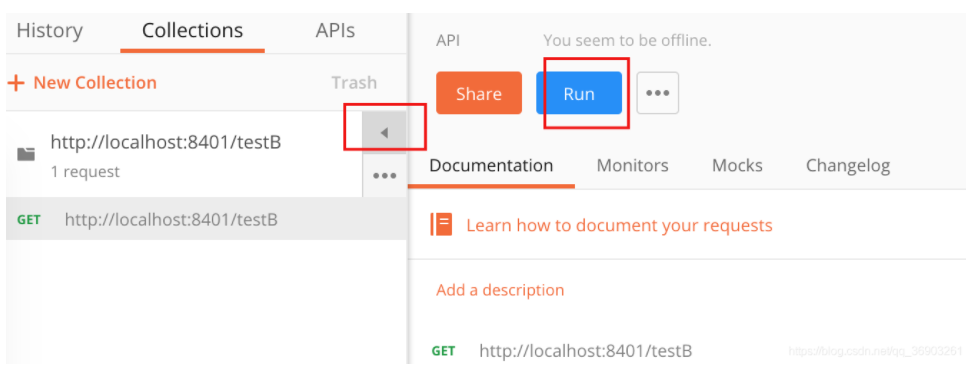 History Collections APIs
+ New Collection Trash
http://localhost:8401/testB
1 request
GET http://localhost:8401/testB
API You seem to be offline.
Share Run
Documentation Monitors Mocks Changelog
Learn how to document your requests
Add a description
GET http://localhost:8401/testB
https://blog.csdn.net/qq_36903261